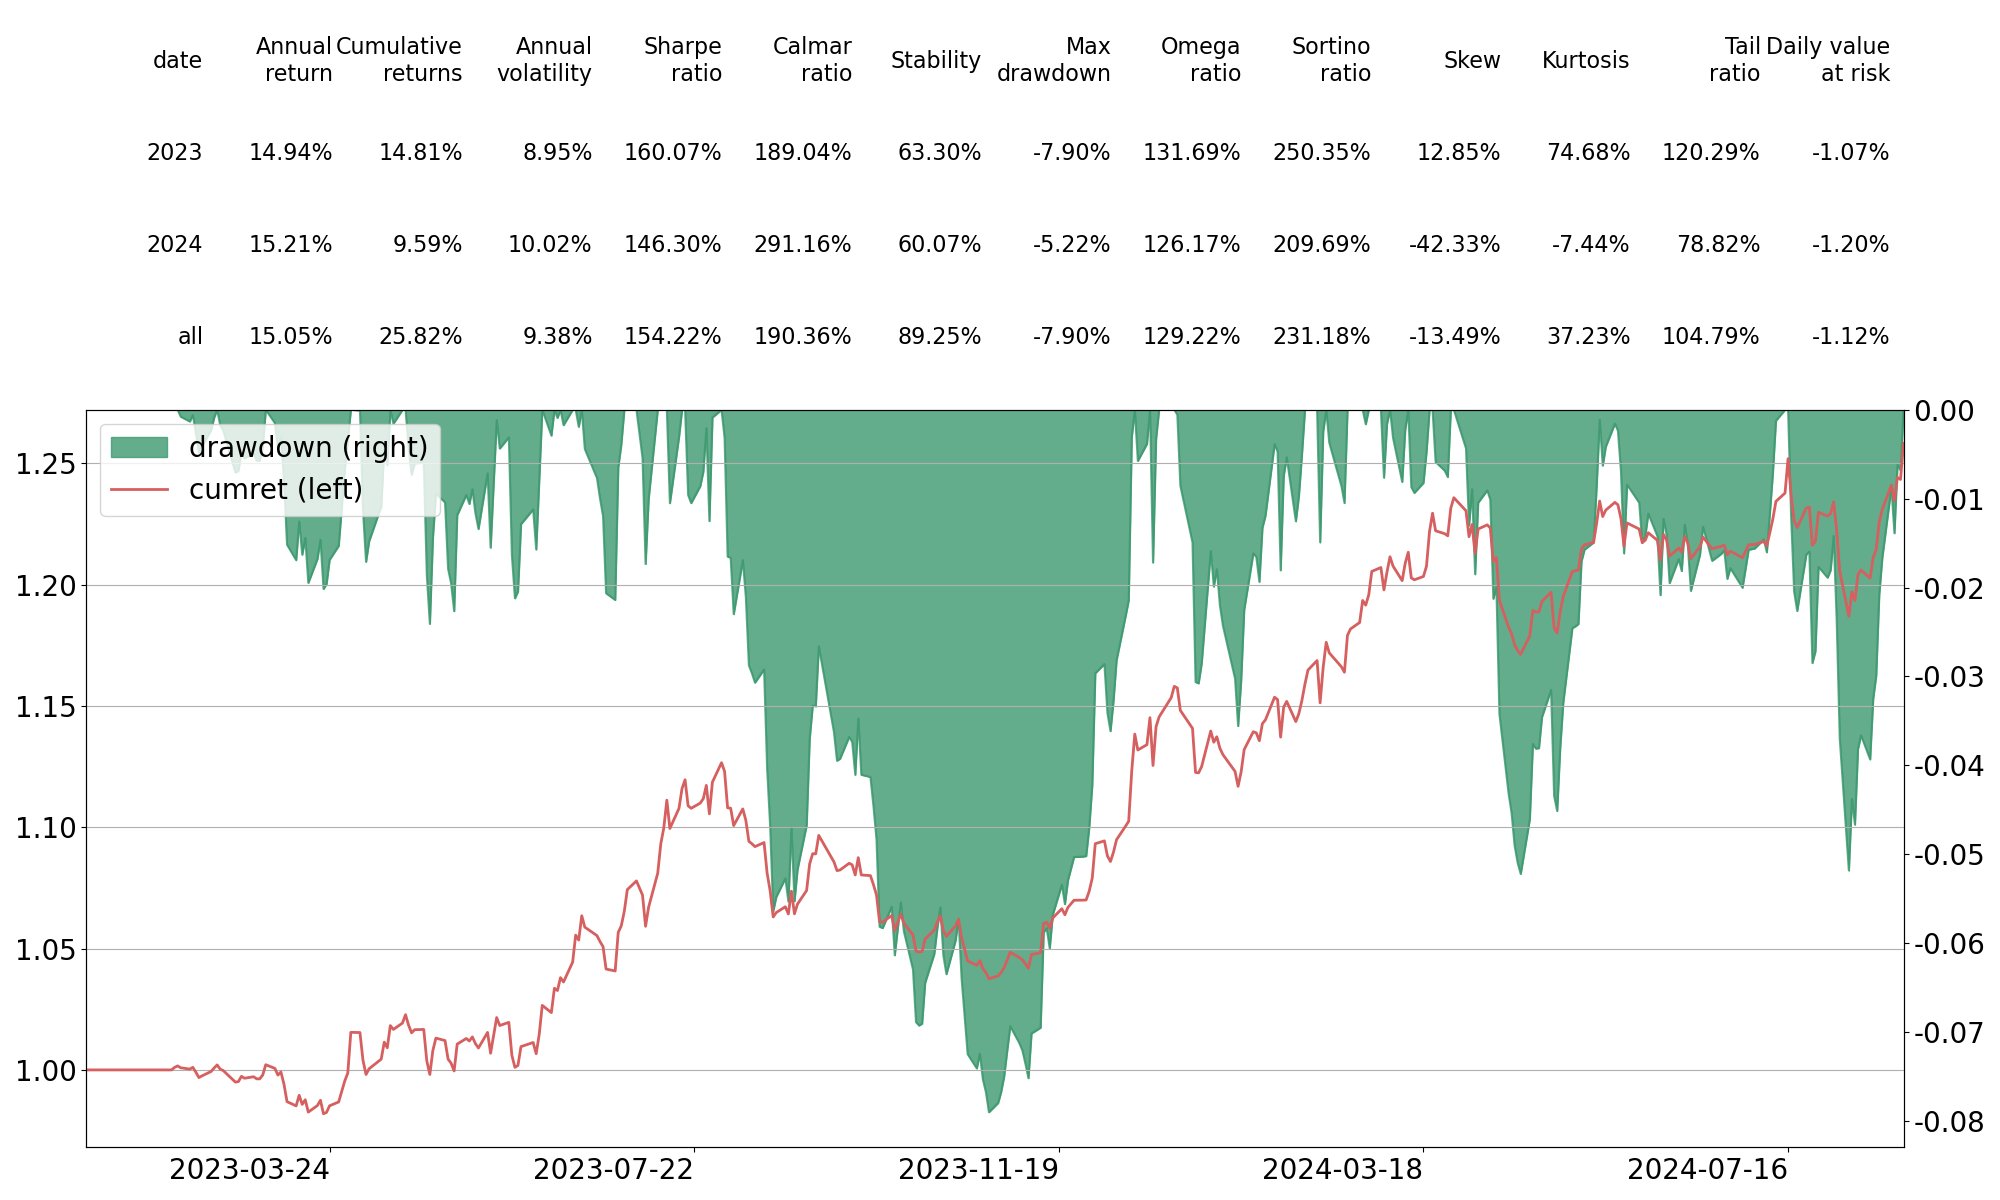 date Annual return Cumulative returns Annual volatility Sharpe ratio Calmar ratio Stability Max drawdown Omega ratio Sortino ratio Skew Kurtosis Tail ratio Daily value at risk
2023 14.94% 14.81% 8.95% 160.07% 189.04% 63.30% -7.90% 131.69% 250.35% 12.85% 74.68% 120.29% -1.07%
2024 15.21% 9.59% 10.02% 146.30% 291.16% 60.07% -5.22% 126.17% 209.69% -42.33% -7.44% 78.82% -1.20%
all 15.05% 25.82% 9.38% 154.22% 190.36% 89.25% -7.90% 129.22% 231.18% -13.49% 37.23% 104.79% -1.12%
drawdown (right)
cumret (left)
1.25
1.20
1.15
1.10
1.05
1.00
0.00
-0.01
-0.02
-0.03
-0.04
-0.05
-0.06
-0.07
-0.08
2023-03-24 2023-07-22 2023-11-19 2024-03-18 2024-07-16